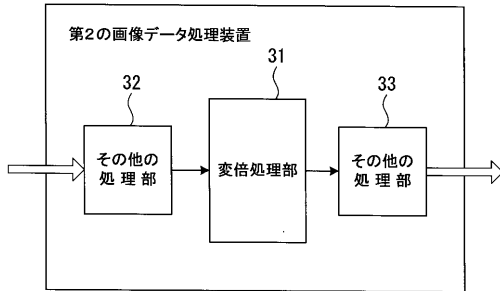 第2の画像データ処理装置
32
31
33
その他の
処 理 部
変倍処理部
その他の
処 理 部